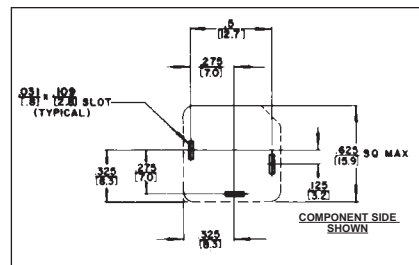 .5
[12.7]
.275
[7.0]
.031 x .109
[.8] [2.8] SLOT
(TYPICAL)
.625 SQ MAX
[15.9]
.325
[8.3]
.275
[7.0]
.125
[3.2]
.325
[8.3]
COMPONENT SIDE
SHOWN